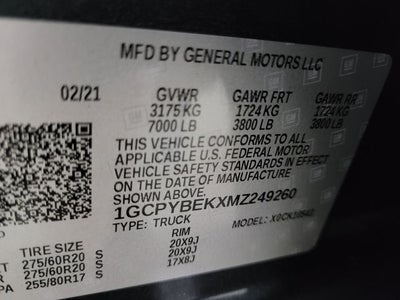 MFD BY GENERAL MOTORS LLC
02/21 GVWR GAWR FRT GAWR RR
3175 KG 1724 KG 1724 KG
7000 LB 3800 LB 3800 LB
THIS VEHICLE CONFORMS TO ALL
APPLICABLE U.S. FEDERAL MOTOR
VEHICLE SAFETY STANDARDS IN EFFECT
ON THE DATE OF MANUFACTURE
1GCPYBEKXMZ249260
TYPE: TRUCK MODEL:
TIRE SIZE RIM
275/60R20 S 20X9J
275/60R20 S 20X9J
PA 255/80R17 S 17X8J